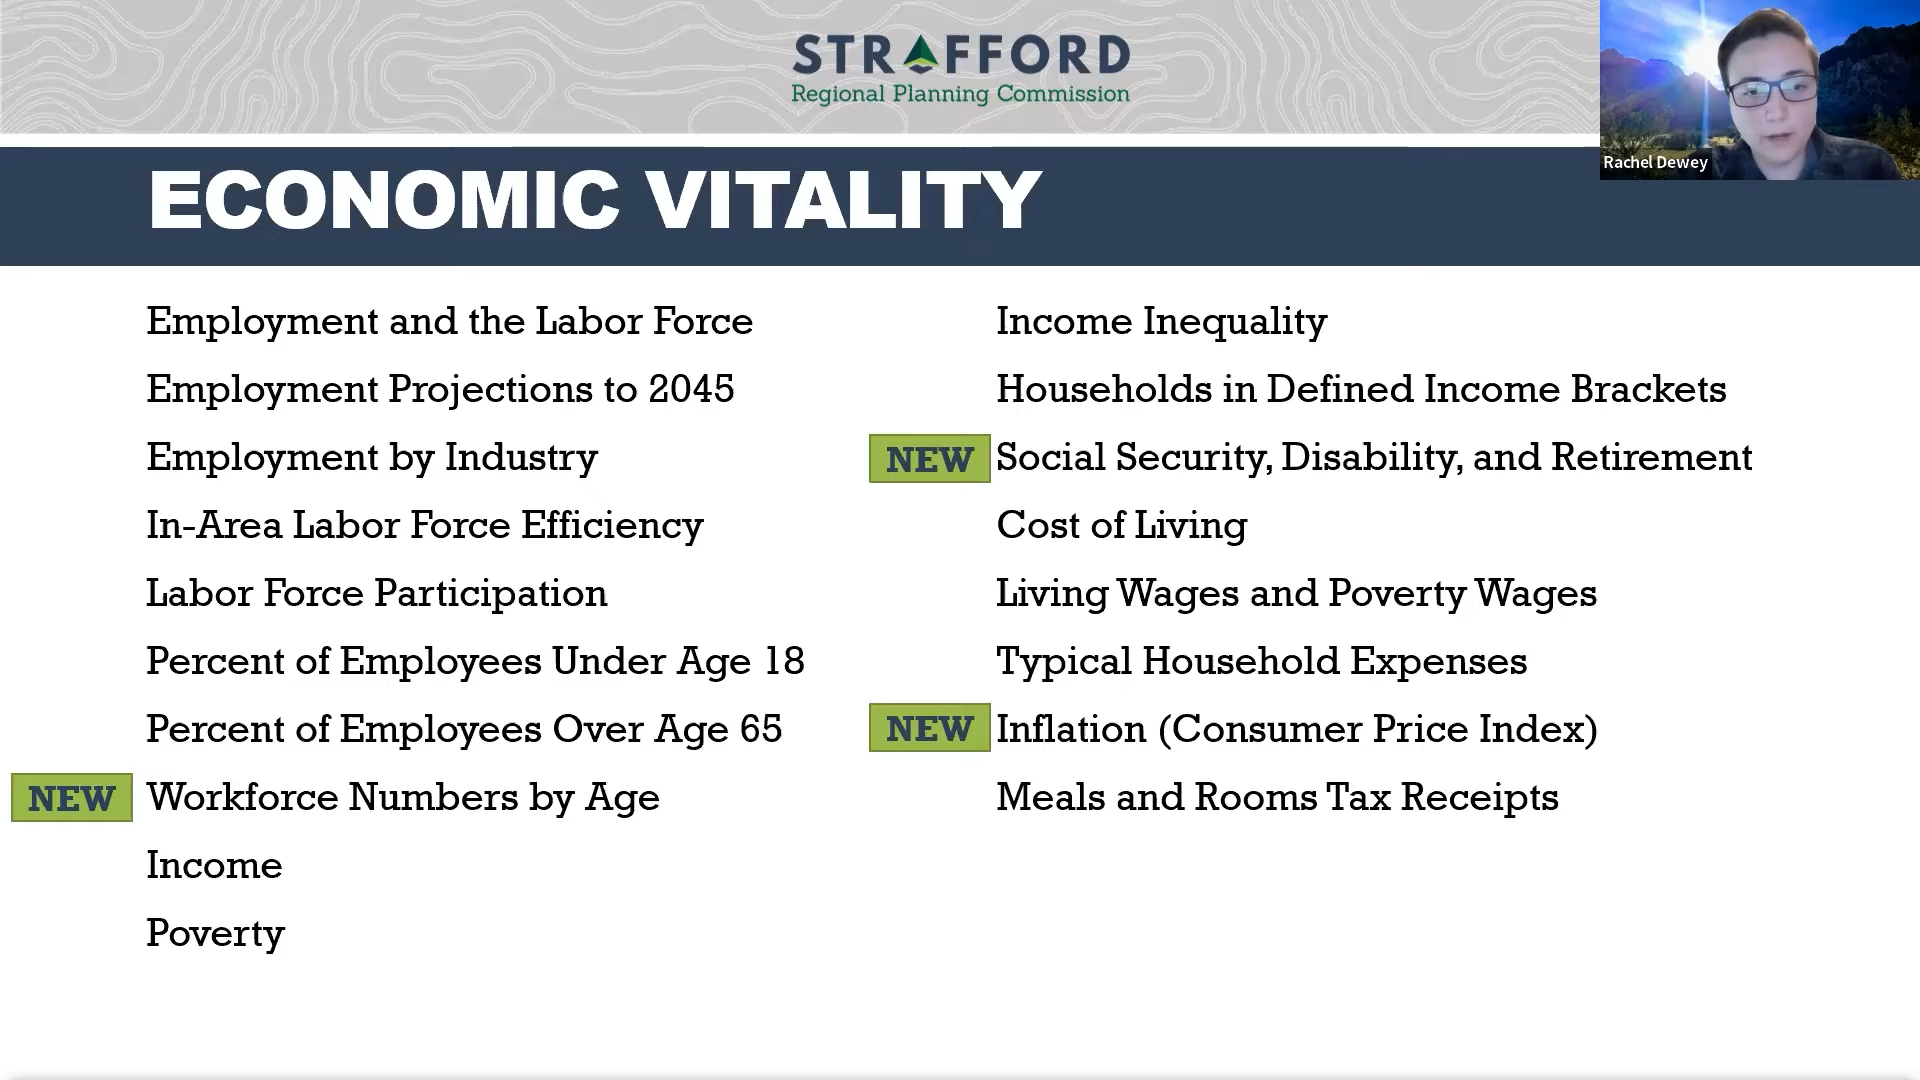 STRAFFORD
Regional Planning Commission
Rachel Dewey
ECONOMIC VITALITY
Employment and the Labor Force
Employment Projections to 2045
Employment by Industry
In-Area Labor Force Efficiency
Labor Force Participation
Percent of Employees Under Age 18
Percent of Employees Over Age 65
NEW Workforce Numbers by Age
Income
Poverty
Income Inequality
Households in Defined Income Brackets
NEW Social Security, Disability, and Retirement
Cost of Living
Living Wages and Poverty Wages
Typical Household Expenses
NEW Inflation (Consumer Price Index)
Meals and Rooms Tax Receipts